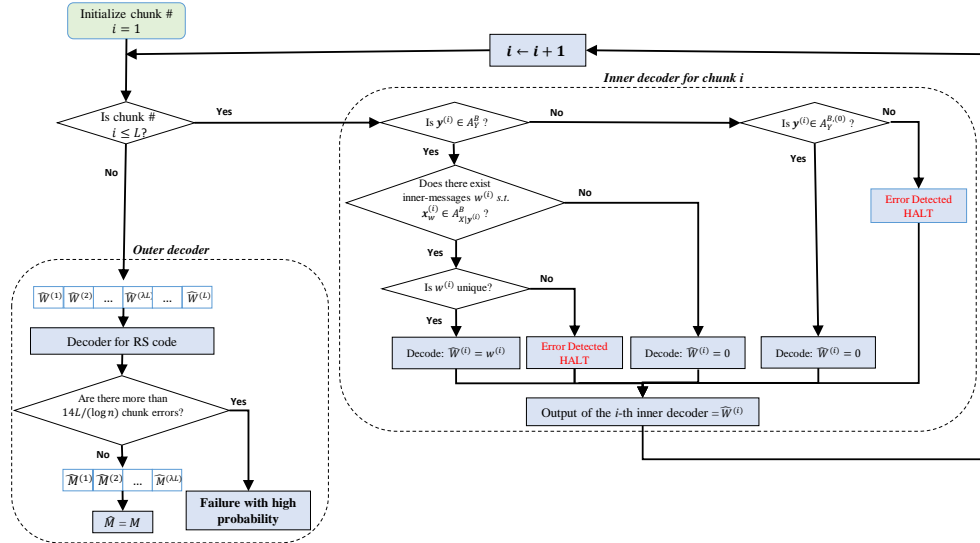 Initialize chunk #
i = 1
i ← i + 1
Inner decoder for chunk i
Is chunk #
i ≤ L?
Yes
No
Is y^(i) ∈ A_Y^B ?
No
Yes
Is y^(i) ∈ A_Y^{B,(0)} ?
No
Yes
Does there exist
inner-messages w^(i) s.t.
x_w^(i) ∈ A_{X|y^(i)}^B ?
No
Yes
Error Detected
HALT
Is w^(i) unique?
No
Yes
Decode: Ŵ^(i) = w^(i)
Error Detected
HALT
Decode: Ŵ^(i) = 0
Decode: Ŵ^(i) = 0
Output of the i-th inner decoder = Ŵ^(i)
Outer decoder
Ŵ^(1) Ŵ^(2) ... Ŵ^(λL) ... Ŵ^(L)
Decoder for RS code
Are there more than
14L/(log n) chunk errors?
Yes
No
M̂^(1) M̂^(2) ... M̂^(λL)
M̂ = M
Failure with high
probability